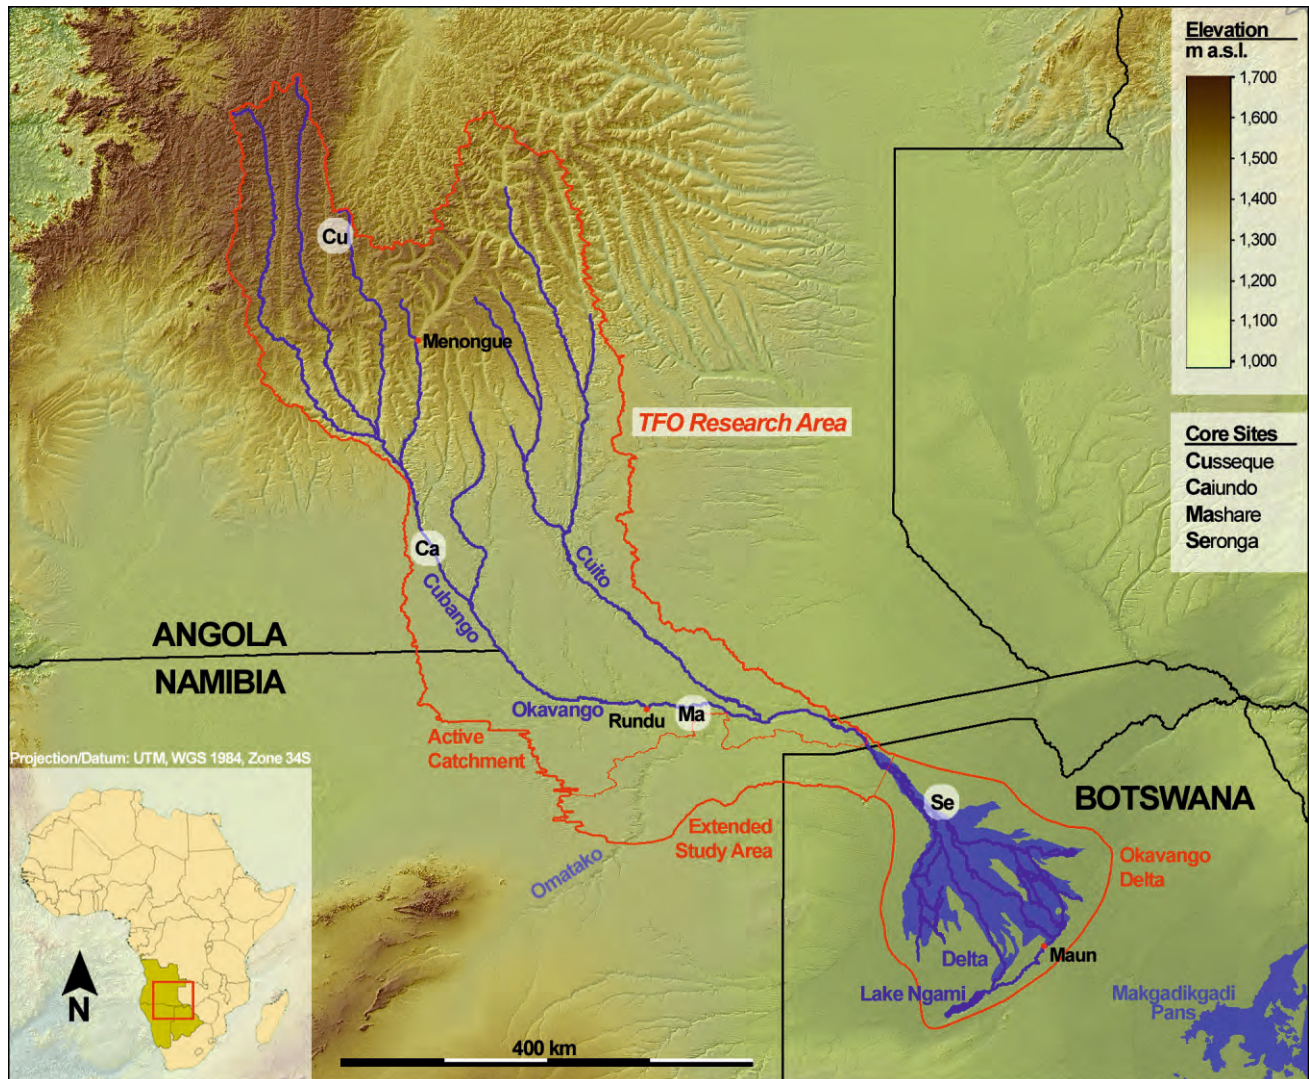 Elevation
m a.s.l.
1,700
1,600
1,500
1,400
1,300
1,200
1,100
1,000
Core Sites
Cusseque
Caiundo
Mashare
Seronga
Cu
Menongue
TFO Research Area
Ca
Cubango
Cuito
ANGOLA
NAMIBIA
Okavango
Rundu
Ma
Active
Catchment
Se
BOTSWANA
Extended
Study Area
Omatako
Okavango
Delta
Delta
Maun
Lake Ngami
Makgadikgadi
Pans
Projection/Datum: UTM, WGS 1984, Zone 34S
N
400 km